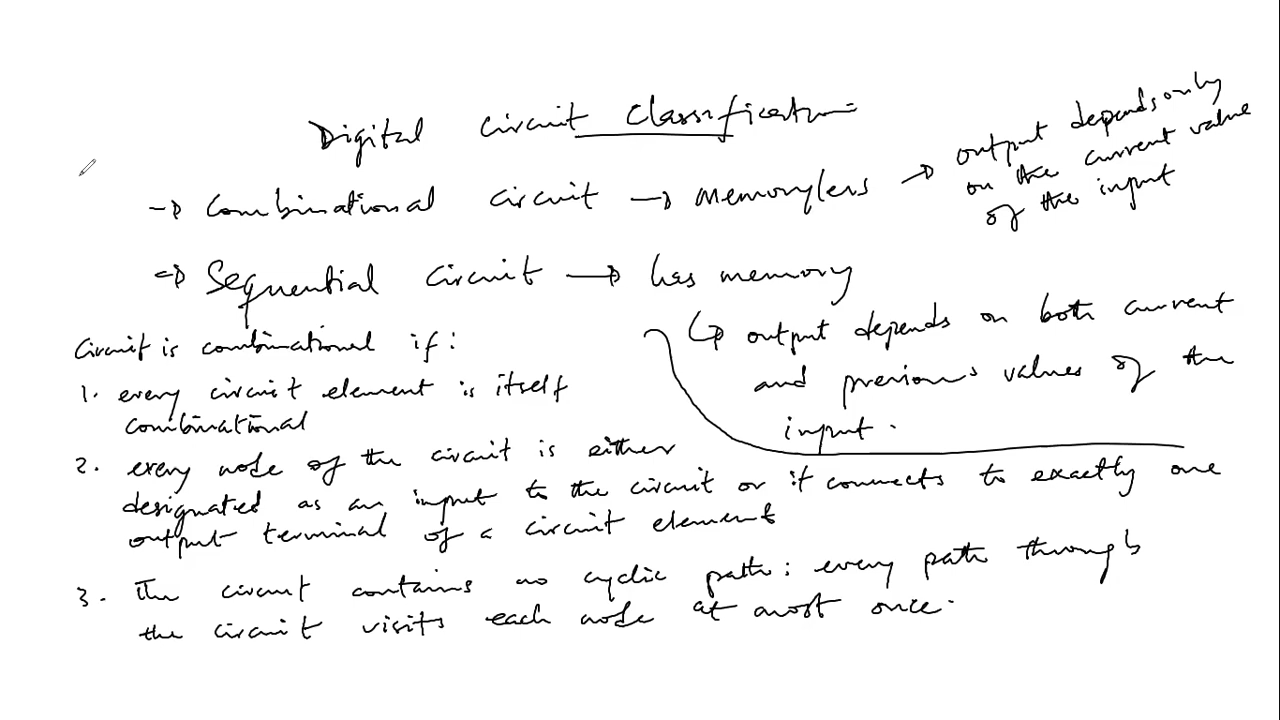 Digital Circuit Classification
→ Combinational circuit → memoryless → output depends only
on the current value
of the input
⇒ Sequential circuit → has memory
↳ output depends on both current
and previous values of the
input.
Circuit is combinational if:
1. every circuit element is itself
combinational
2. every node of the circuit is either
designated as an input to the circuit or it connects to exactly one
output terminal of a circuit element
3. The circuit contains no cyclic path: every path through
the circuit visits each node at most once.